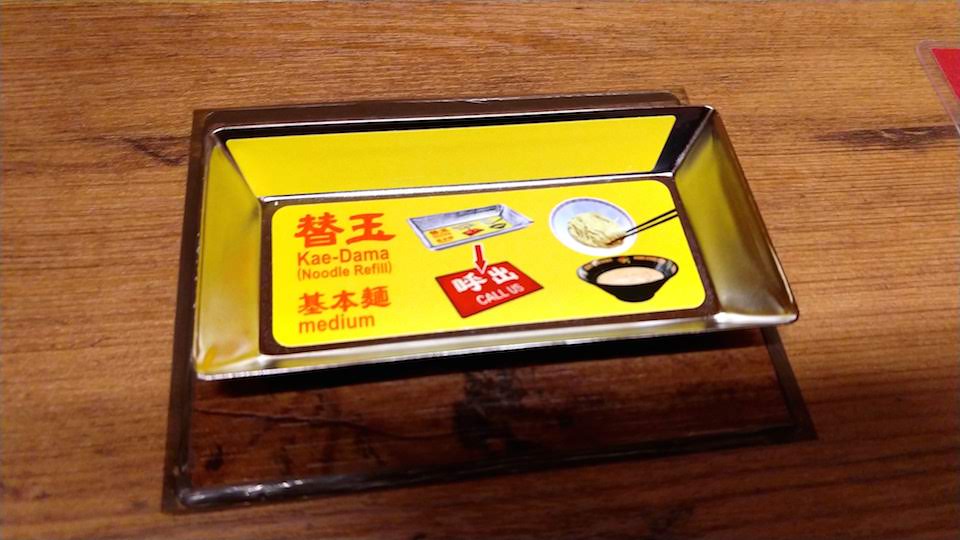 替玉
Kae-Dama
(Noodle Refill)
基本麺
medium
呼出
CALL US